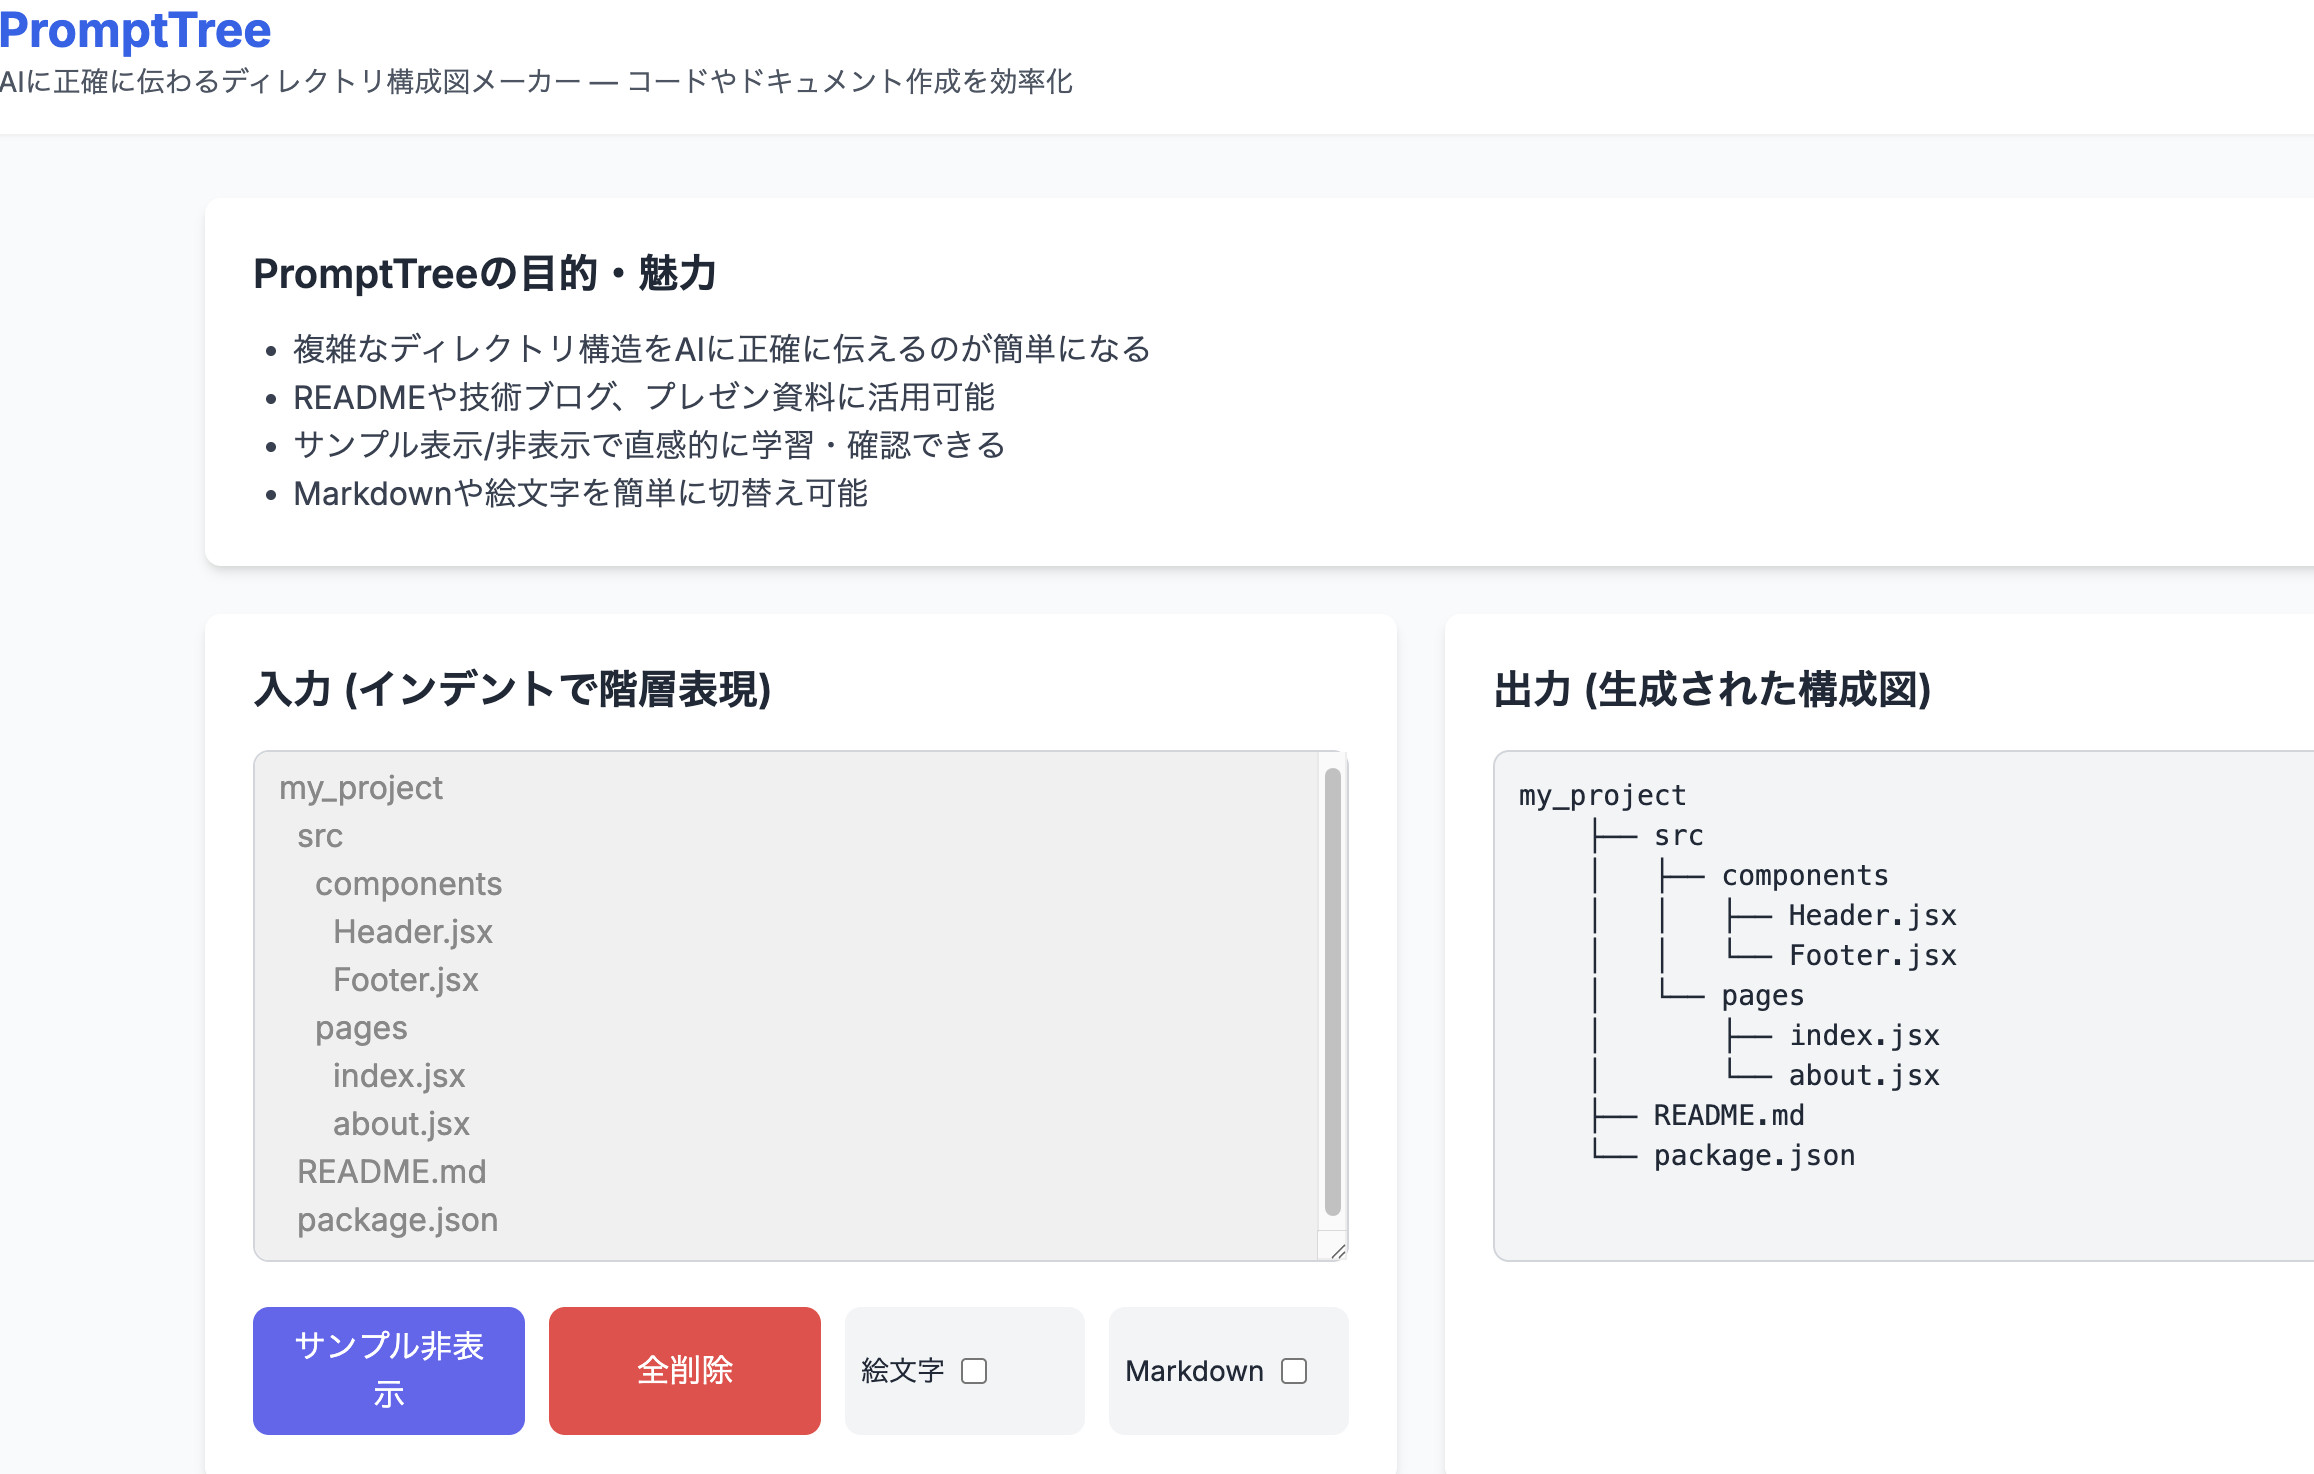 PromptTree
AIに正確に伝わるディレクトリ構成図メーカー — コードやドキュメント作成を効率化
PromptTreeの目的・魅力
• 複雑なディレクトリ構造をAIに正確に伝えるのが簡単になる
• READMEや技術ブログ、プレゼン資料に活用可能
• サンプル表示/非表示で直感的に学習・確認できる
• Markdownや絵文字を簡単に切替え可能
入力 (インデントで階層表現)
my_project
  src
    components
      Header.jsx
      Footer.jsx
    pages
      index.jsx
      about.jsx
  README.md
  package.json
サンプル非表
示
全削除
絵文字
Markdown
出力 (生成された構成図)
my_project
    ├── src
    │   ├── components
    │   │   ├── Header.jsx
    │   │   └── Footer.jsx
    │   └── pages
    │       ├── index.jsx
    │       └── about.jsx
    ├── README.md
    └── package.json